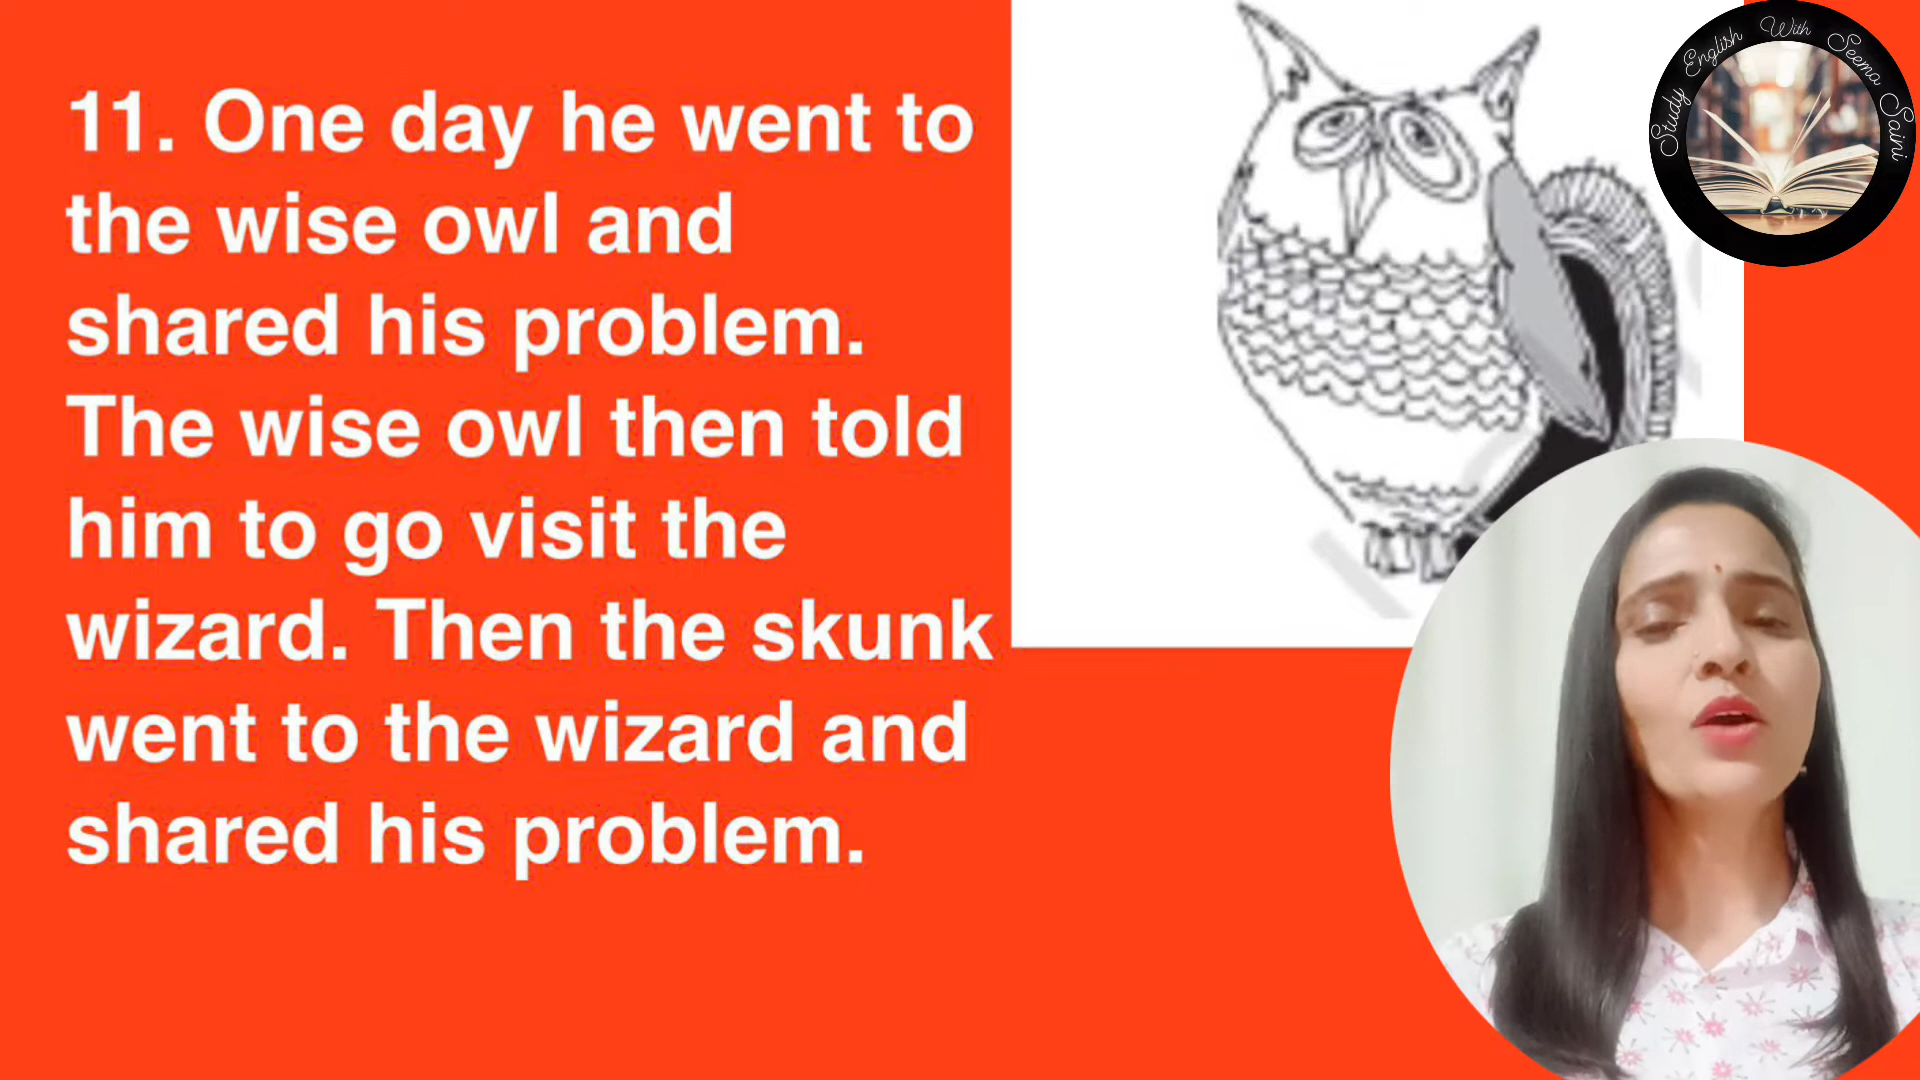 11. One day he went to
the wise owl and
shared his problem.
The wise owl then told
him to go visit the
wizard. Then the skunk
went to the wizard and
shared his problem.
Study English With Seema Saini